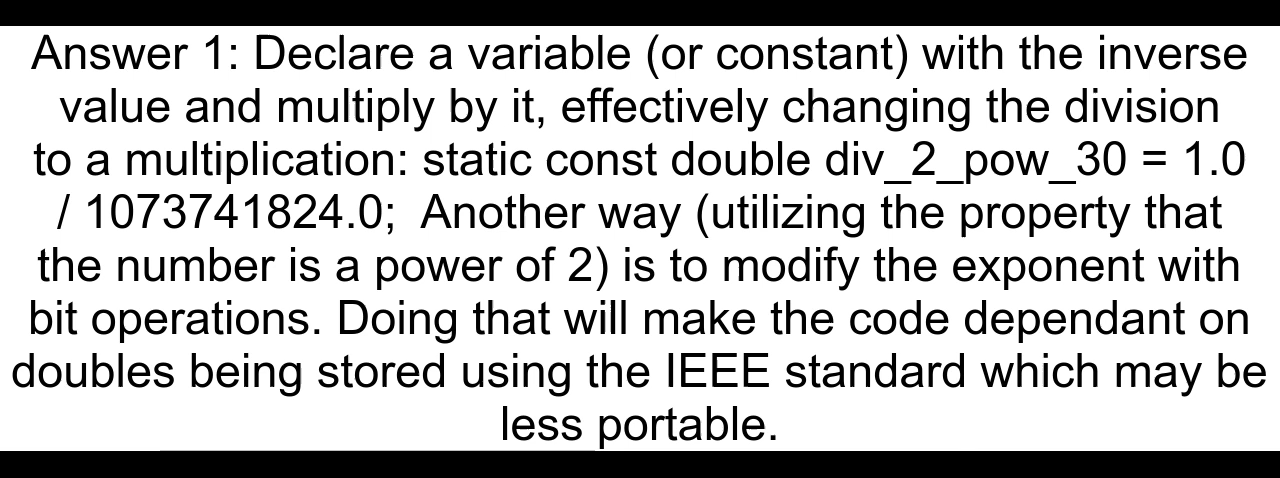 Answer 1: Declare a variable (or constant) with the inverse
value and multiply by it, effectively changing the division
to a multiplication: static const double div_2_pow_30 = 1.0
/ 1073741824.0;  Another way (utilizing the property that
the number is a power of 2) is to modify the exponent with
bit operations. Doing that will make the code dependant on
doubles being stored using the IEEE standard which may be
less portable.